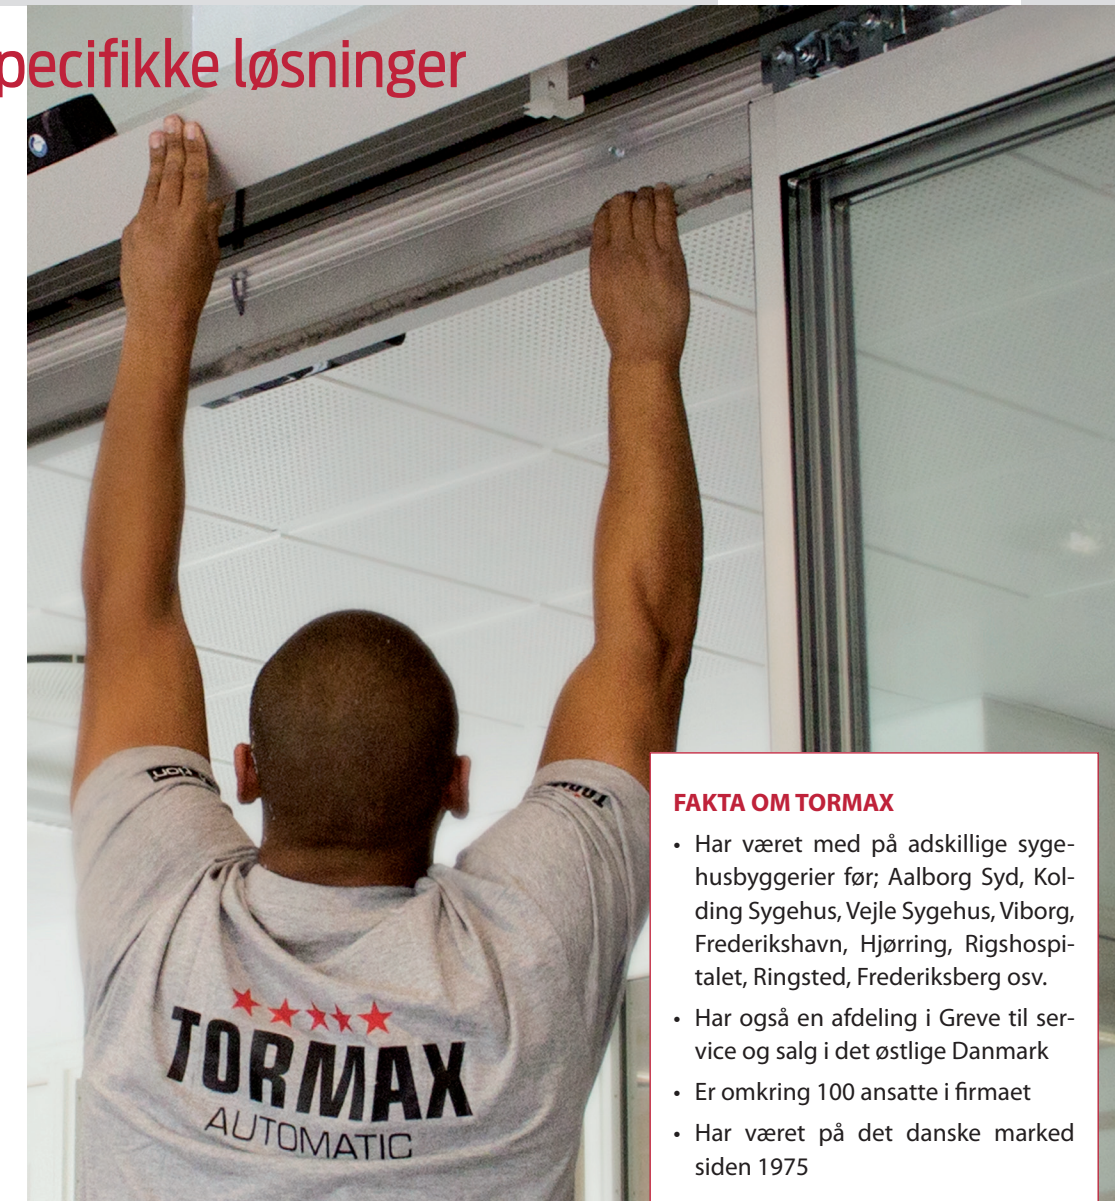 pecifikke løsninger
TORMAX
AUTOMATIC
FAKTA OM TORMAX
• Har været med på adskillige syge-
husbyggerier før; Aalborg Syd, Kol-
ding Sygehus, Vejle Sygehus, Viborg,
Frederikshavn, Hjørring, Rigshospi-
talet, Ringsted, Frederiksberg osv.
• Har også en afdeling i Greve til ser-
vice og salg i det østlige Danmark
• Er omkring 100 ansatte i firmaet
• Har været på det danske marked
siden 1975